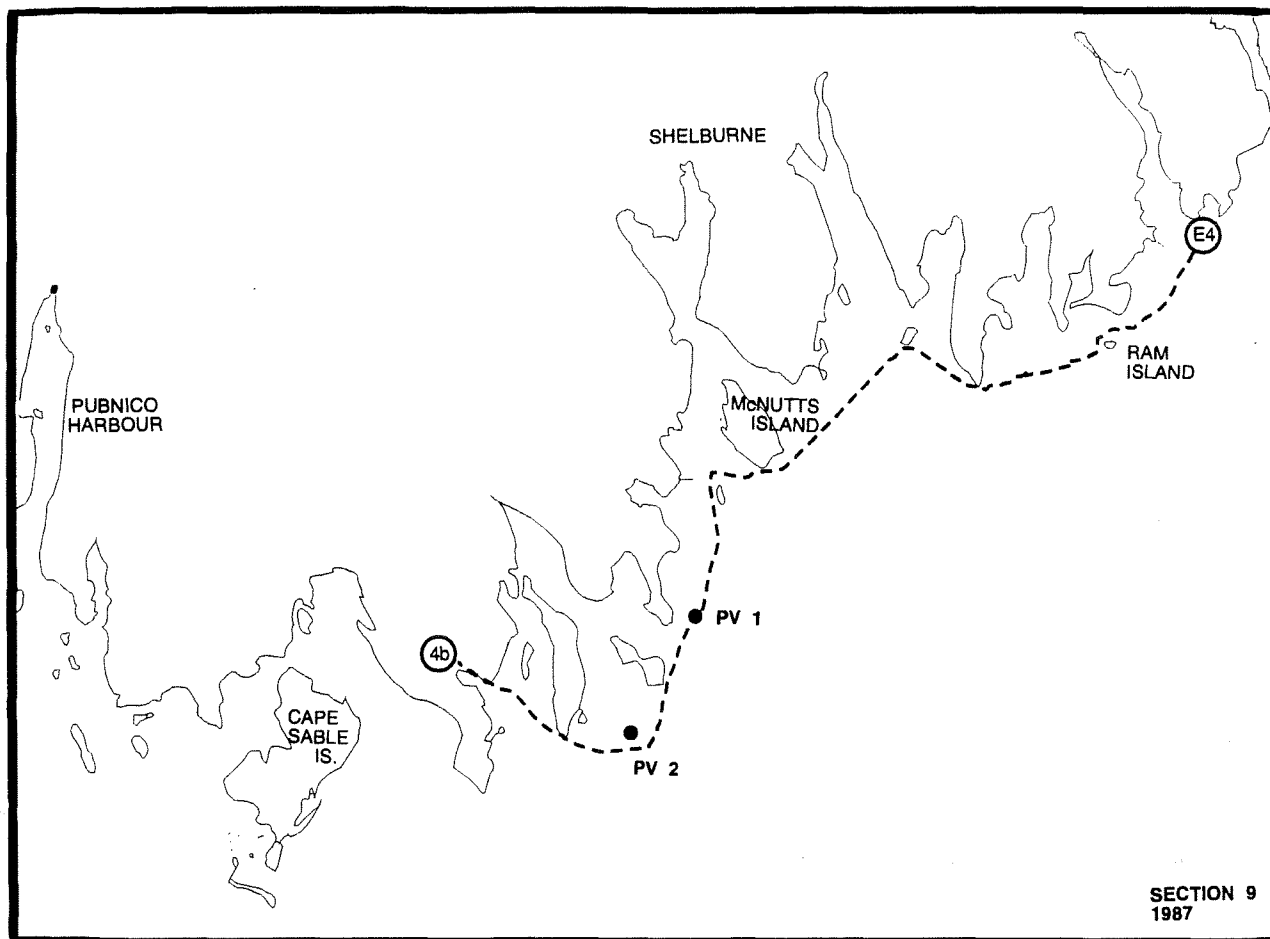 SHELBURNE
E4
RAM
ISLAND
PUBNICO
HARBOUR
McNUTTS
ISLAND
PV 1
4b
CAPE
SABLE
IS.
PV 2
SECTION 9
1987